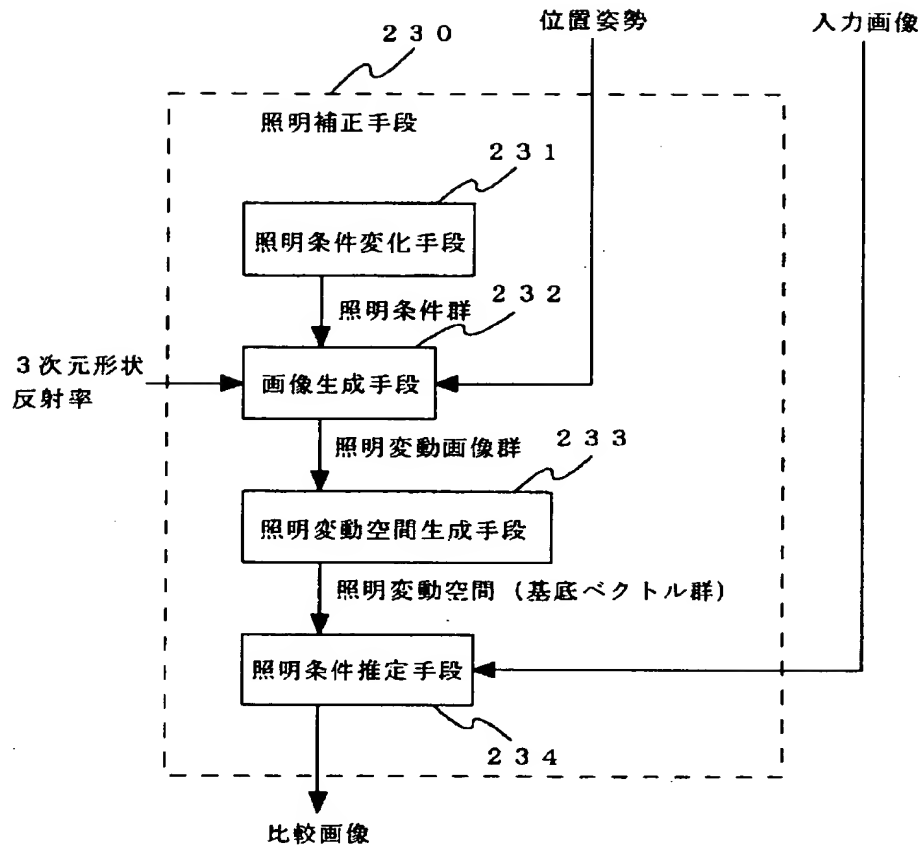 230
位置姿勢
入力画像
照明補正手段
231
照明条件変化手段
照明条件群
232
3次元形状
反射率
画像生成手段
照明変動画像群
233
照明変動空間生成手段
照明変動空間(基底ベクトル群)
照明条件推定手段
234
比較画像